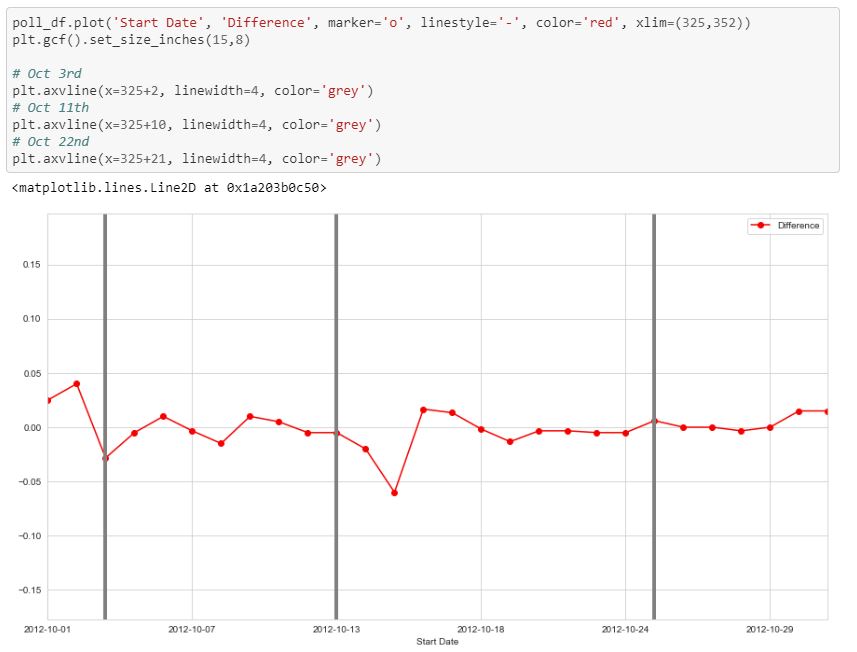 poll_df.plot('Start Date', 'Difference', marker='o', linestyle='-', color='red', xlim=(325,352))
plt.gcf().set_size_inches(15,8)
# Oct 3rd
plt.axvline(x=325+2, linewidth=4, color='grey')
# Oct 11th
plt.axvline(x=325+10, linewidth=4, color='grey')
# Oct 22nd
plt.axvline(x=325+21, linewidth=4, color='grey')
<matplotlib.lines.Line2D at 0x1a203b0c50>
Difference
0.15
0.10
0.05
0.00
−0.05
−0.10
−0.15
2012-10-01 2012-10-07 2012-10-13 2012-10-18 2012-10-24 2012-10-29
Start Date